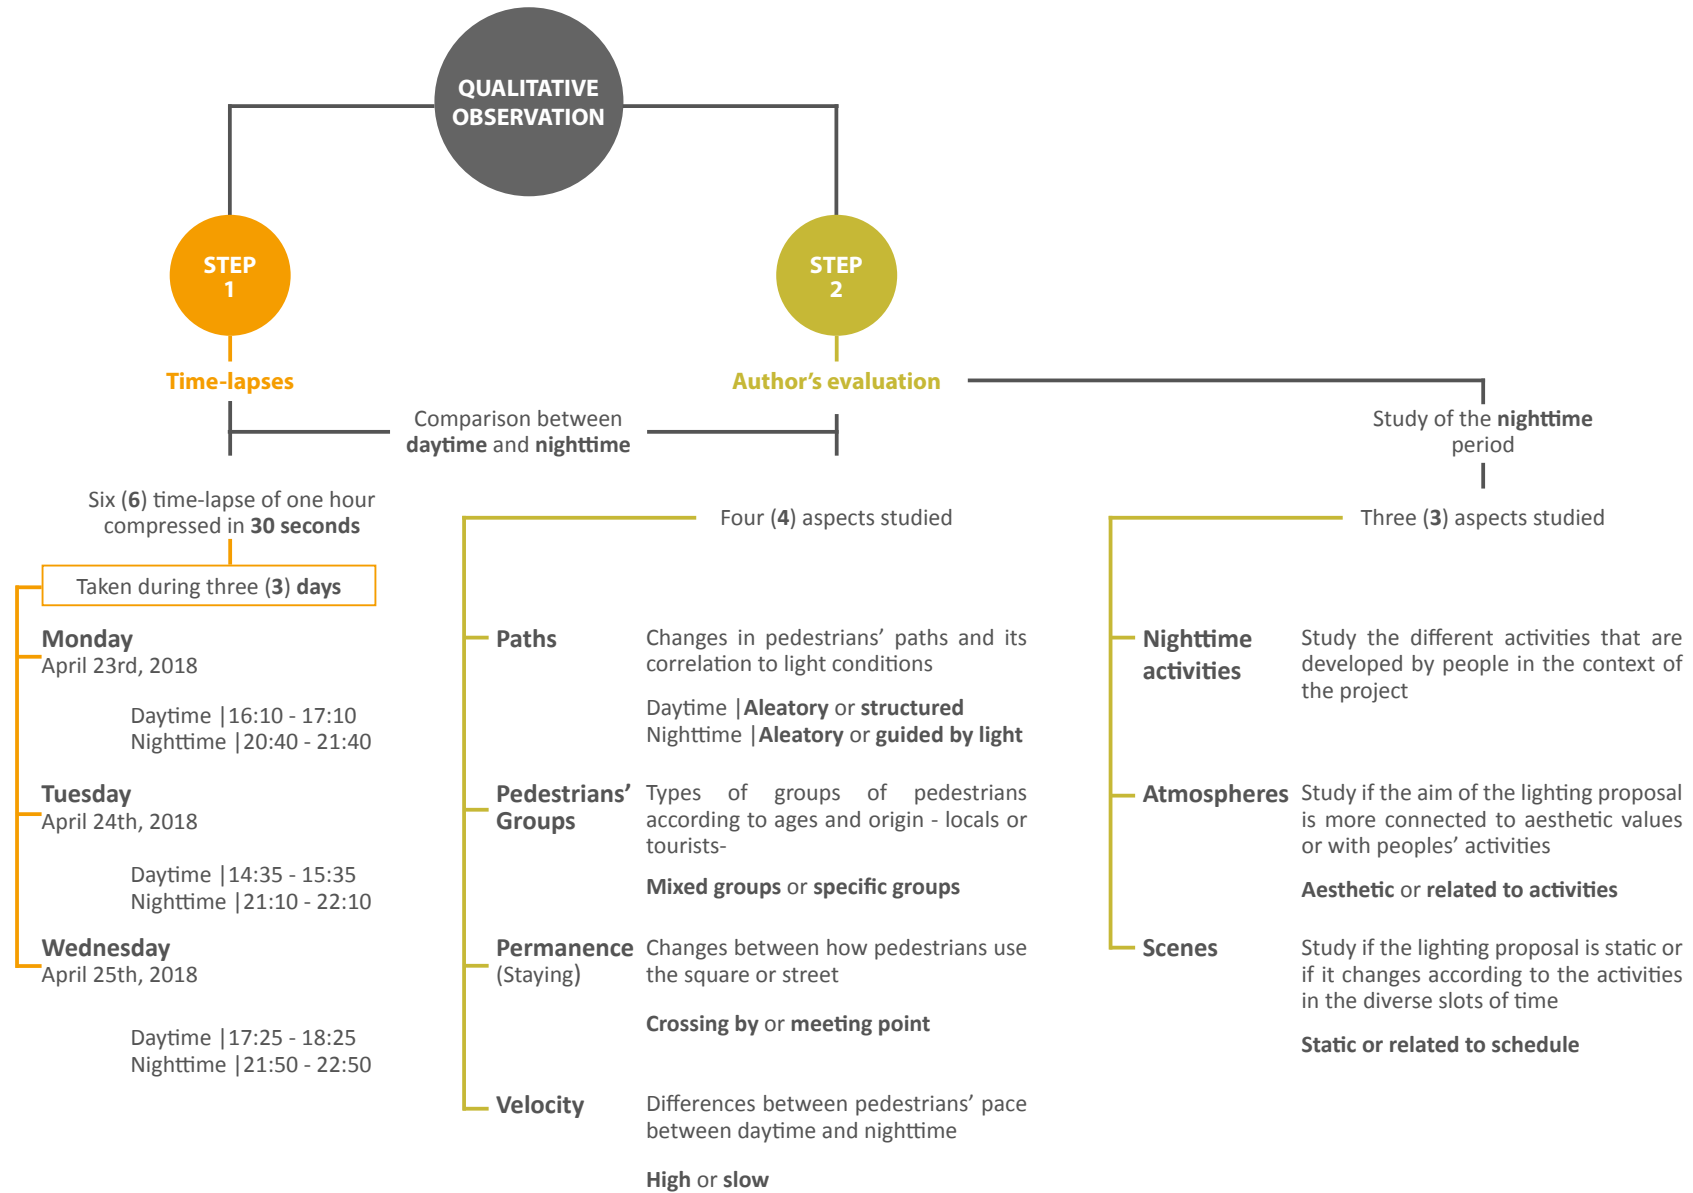 QUALITATIVE
OBSERVATION
STEP
1
Time-lapses
STEP
2
Author's evaluation
Comparison between
daytime and nighttime
Study of the nighttime
period
Six (6) time-lapse of one hour
compressed in 30 seconds
Taken during three (3) days
Monday
April 23rd, 2018
Daytime |16:10 - 17:10
Nighttime |20:40 - 21:40
Tuesday
April 24th, 2018
Daytime |14:35 - 15:35
Nighttime |21:10 - 22:10
Wednesday
April 25th, 2018
Daytime |17:25 - 18:25
Nighttime |21:50 - 22:50
Four (4) aspects studied
Paths
Changes in pedestrians' paths and its
correlation to light conditions
Daytime |Aleatory or structured
Nighttime |Aleatory or guided by light
Pedestrians'
Groups
Types of groups of pedestrians
according to ages and origin - locals or
tourists-
Mixed groups or specific groups
Permanence
(Staying)
Changes between how pedestrians use
the square or street
Crossing by or meeting point
Velocity
Differences between pedestrians' pace
between daytime and nighttime
High or slow
Three (3) aspects studied
Nighttime
activities
Study the different activities that are
developed by people in the context of
the project
Atmospheres
Study if the aim of the lighting proposal
is more connected to aesthetic values
or with peoples' activities
Aesthetic or related to activities
Scenes
Study if the lighting proposal is static or
if it changes according to the activities
in the diverse slots of time
Static or related to schedule